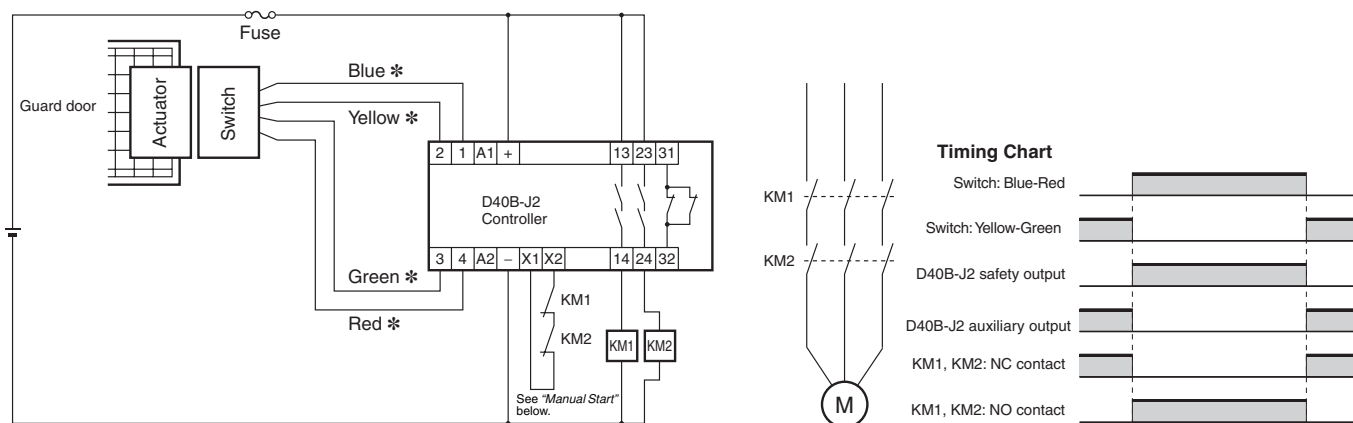 Fuse
Guard door
Actuator
Switch
Blue *
Yellow *
Green *
Red *
2 1 A1 + 13 23 31
D40B-J2
Controller
3 4 A2 − X1 X2 14 24 32
KM1
KM2
KM1 KM2
See "Manual Start"
below.
KM1
KM2
M
Timing Chart
Switch: Blue-Red
Switch: Yellow-Green
D40B-J2 safety output
D40B-J2 auxiliary output
KM1, KM2: NC contact
KM1, KM2: NO contact